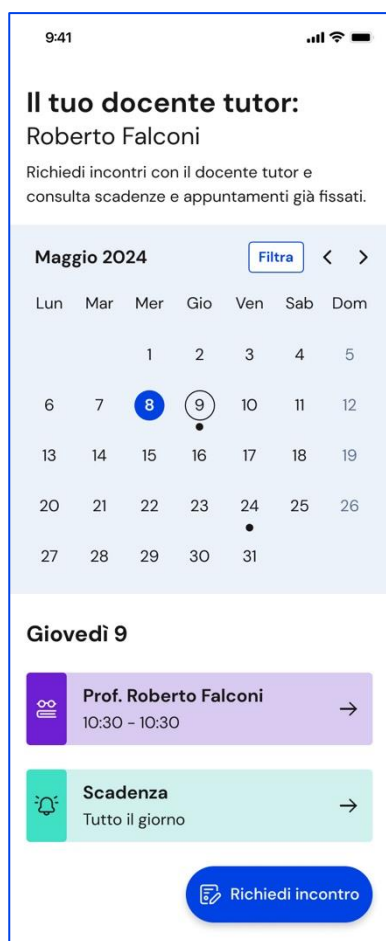 9:41
Il tuo docente tutor:
Roberto Falconi
Richiedi incontri con il docente tutor e
consulta scadenze e appuntamenti già fissati.
Maggio 2024 Filtra
Lun Mar Mer Gio Ven Sab Dom
1 2 3 4 5
6 7 8 9 10 11 12
13 14 15 16 17 18 19
20 21 22 23 24 25 26
27 28 29 30 31
Giovedì 9
Prof. Roberto Falconi
10:30 – 10:30
Scadenza
Tutto il giorno
Richiedi incontro